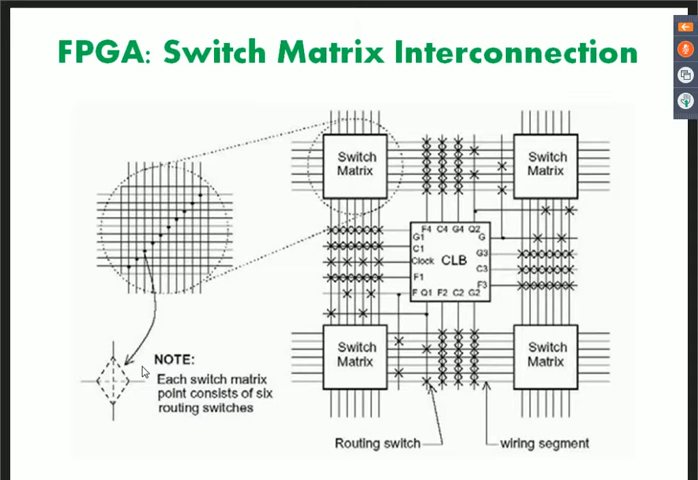 FPGA: Switch Matrix Interconnection
Switch
Matrix
Switch
Matrix
F4 C4 G4 Q2
G1
G
C1
G3
Clock
CLB
C3
F1
F3
F Q1 F2 C2 G2
Switch
Matrix
Switch
Matrix
NOTE:
Each switch matrix
point consists of six
routing switches
Routing switch
wiring segment